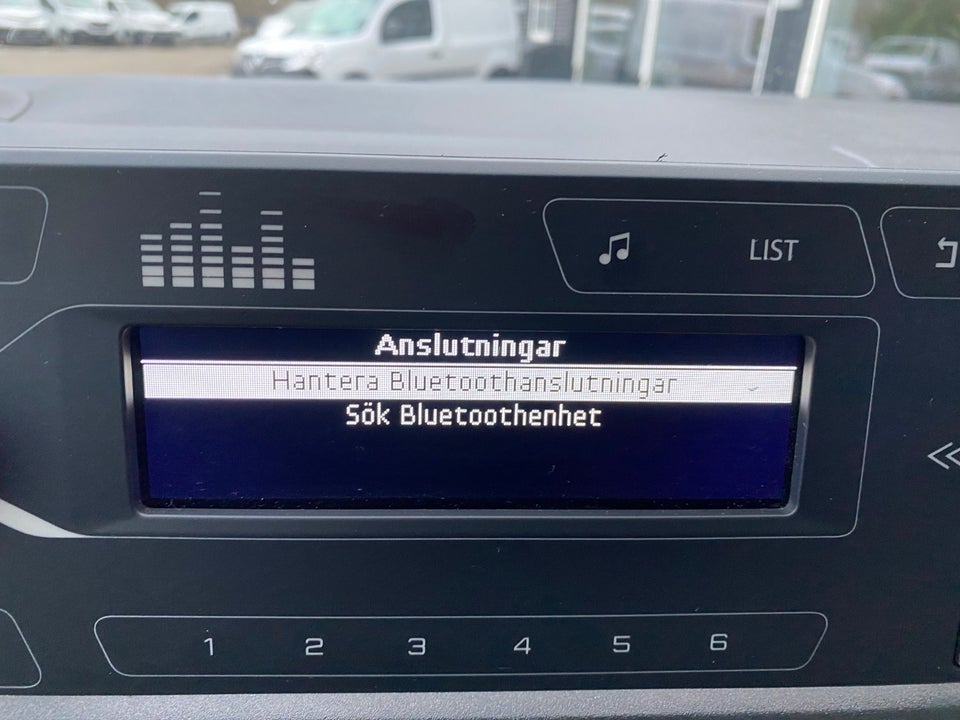 LIST
Anslutningar
Hantera Bluetoothanslutningar
Sök Bluetoothenhet
1 2 3 4 5 6